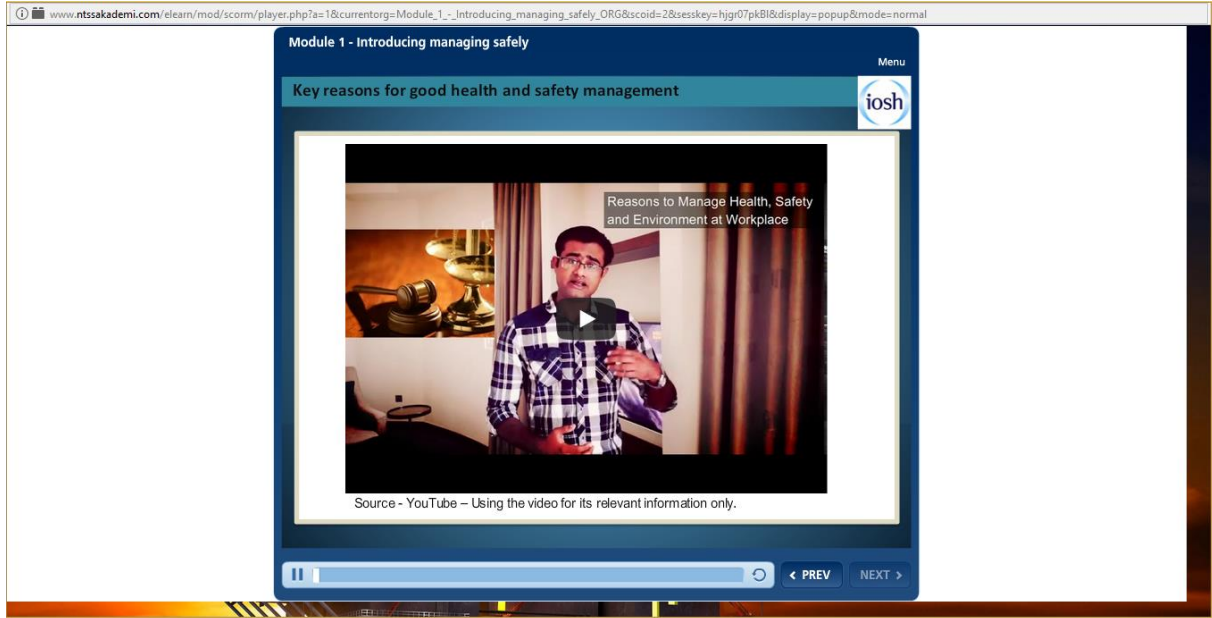 www.ntssakademi.com/elearn/mod/scorm/player.php?a=1&currentorg=Module_1_-_Introducing_managing_safely_ORG&scoid=2&sesskey=hjgr07pkBl&display=popup&mode=normal
Module 1 - Introducing managing safely
Menu
Key reasons for good health and safety management
iosh
Reasons to Manage Health, Safety
and Environment at Workplace
Source - YouTube – Using the video for its relevant information only.
PREV
NEXT